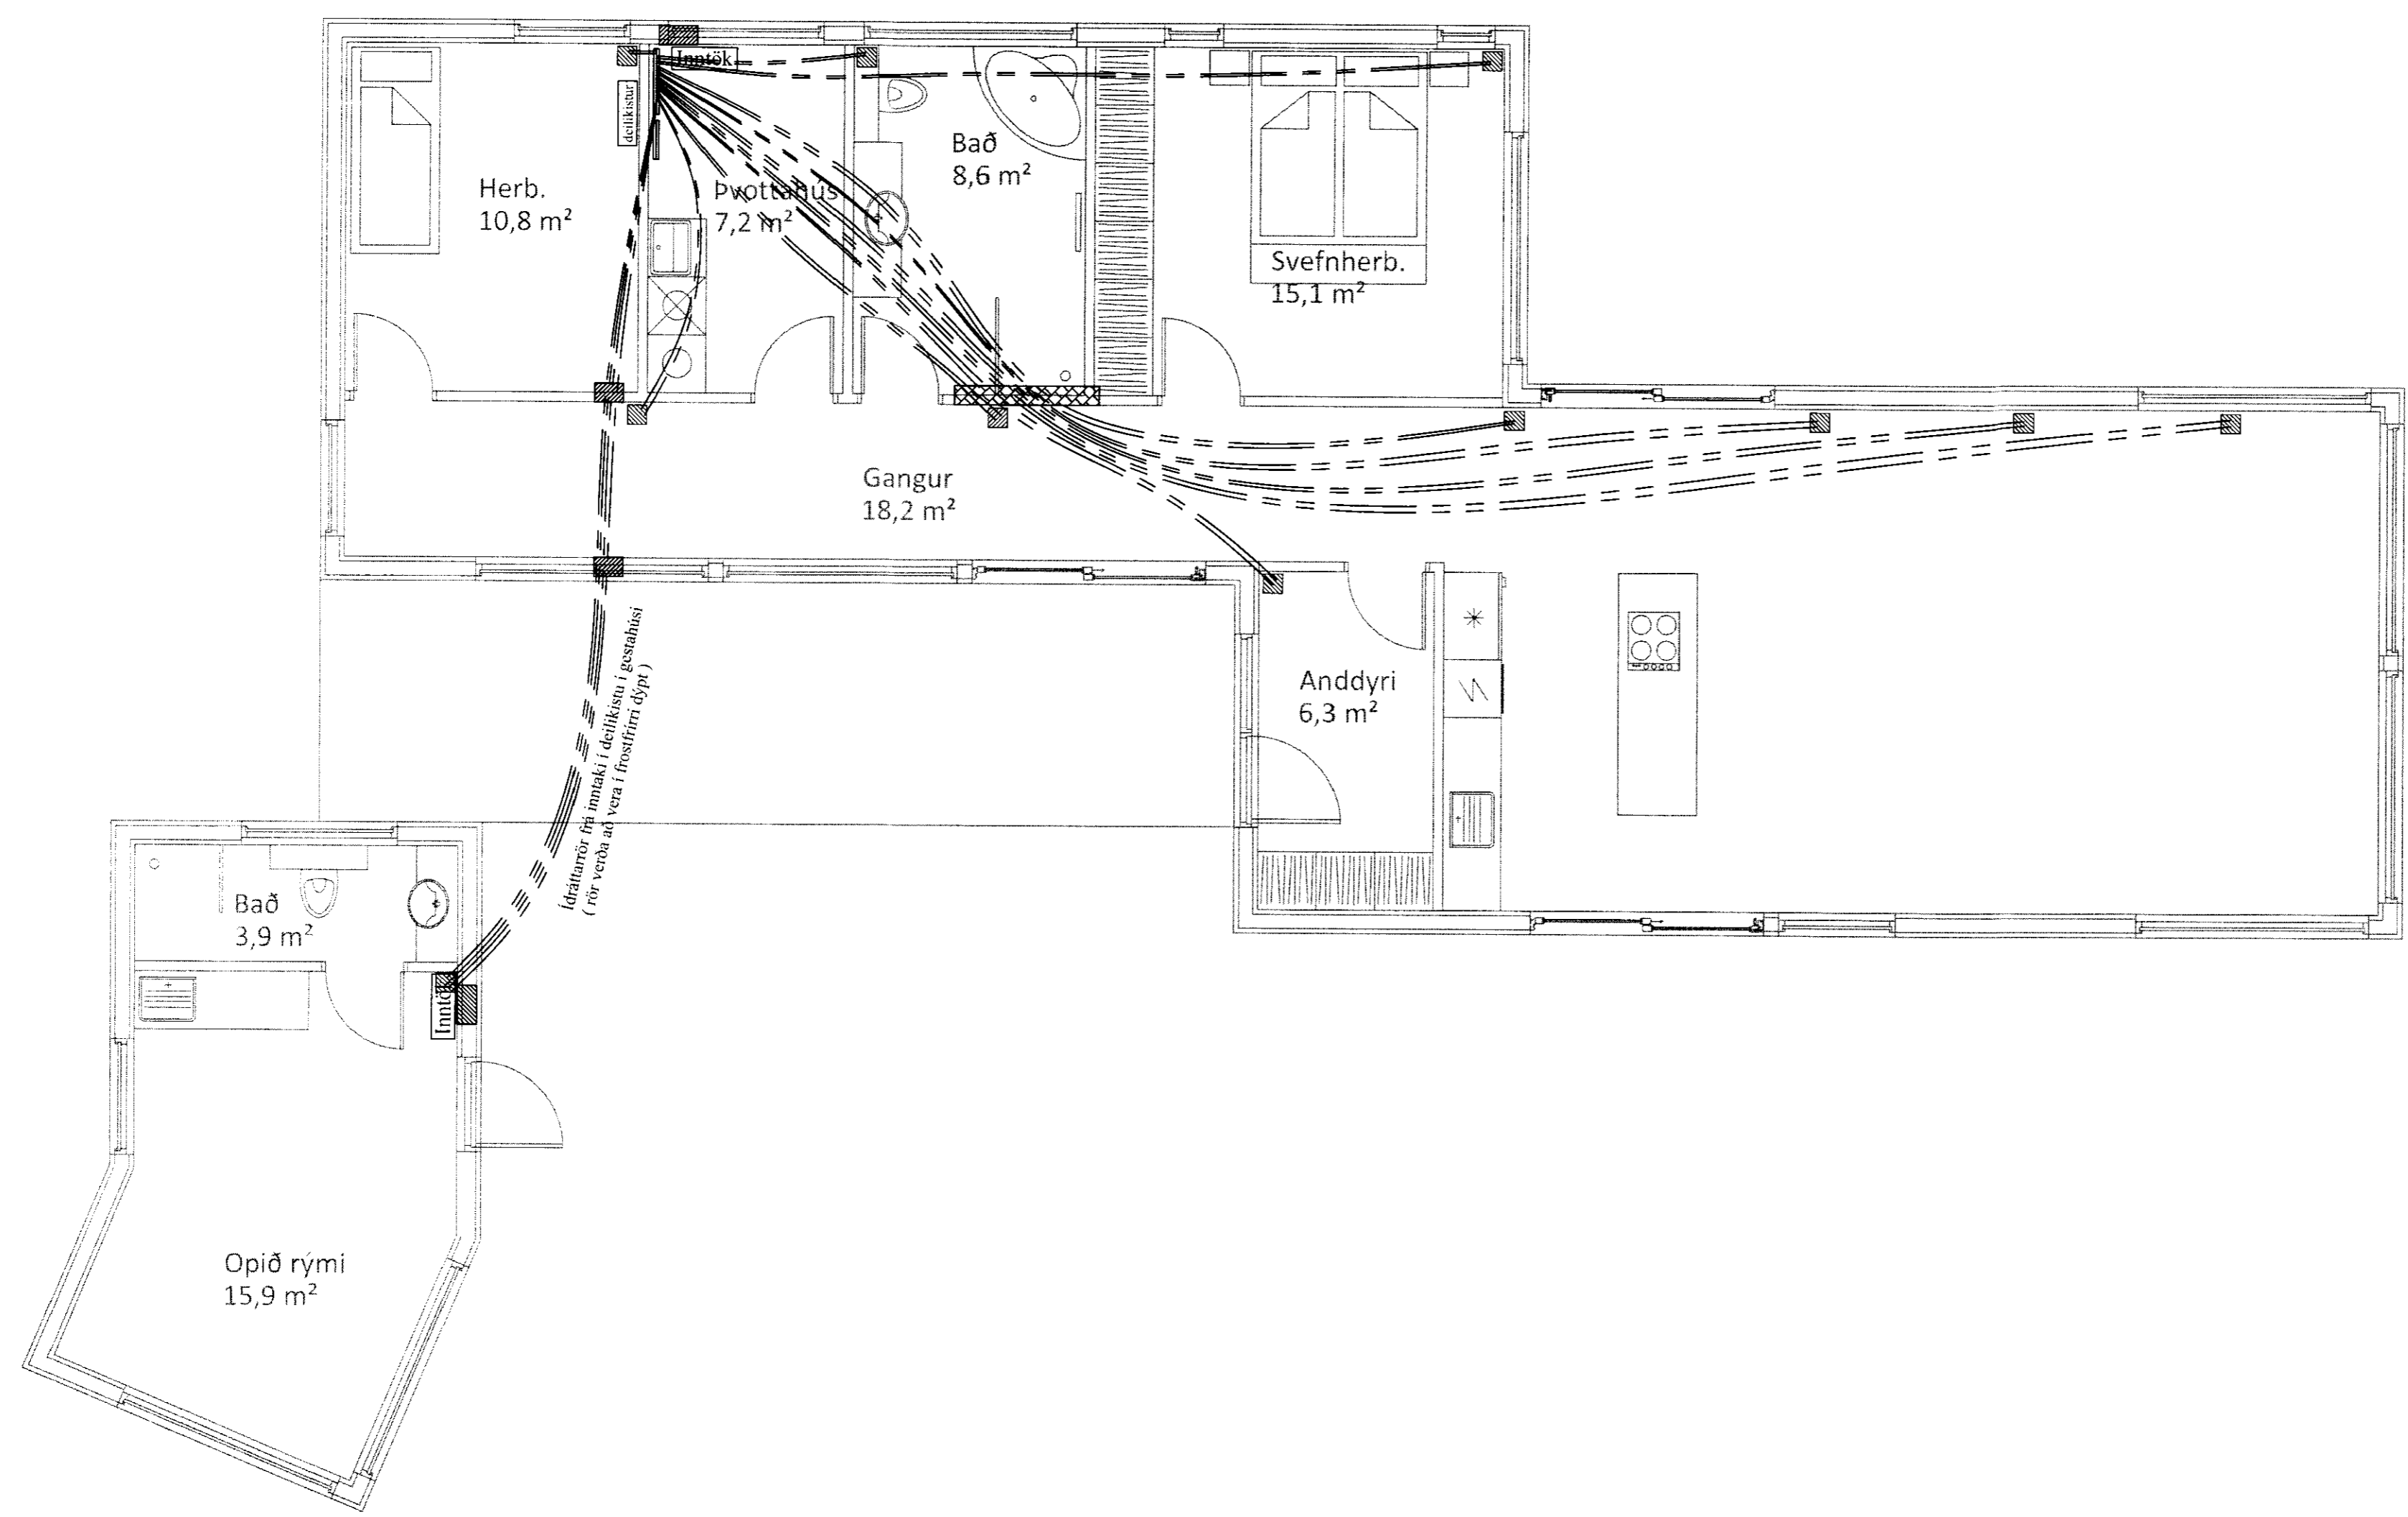 Inntök
deilikistur
Herb.
10,8 m²
Þvottahús
7,2 m²
Bað
8,6 m²
Svefnherb.
15,1 m²
Gangur
18,2 m²
Anddyri
6,3 m²
Ídráttarrör frá inntaki í deilikistu í gestahúsi
( rör verða að vera í frostfrírri dýpt )
Bað
3,9 m²
Inntök
Opið rými
15,9 m²